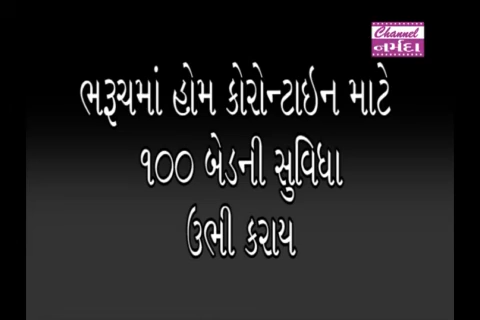 Channel
નર્મદા
ભરૂચમાં હોમ કોરોન્ટાઇન માટે
૧૦૦ બેડની સુવિધા
ઉભી કરાય